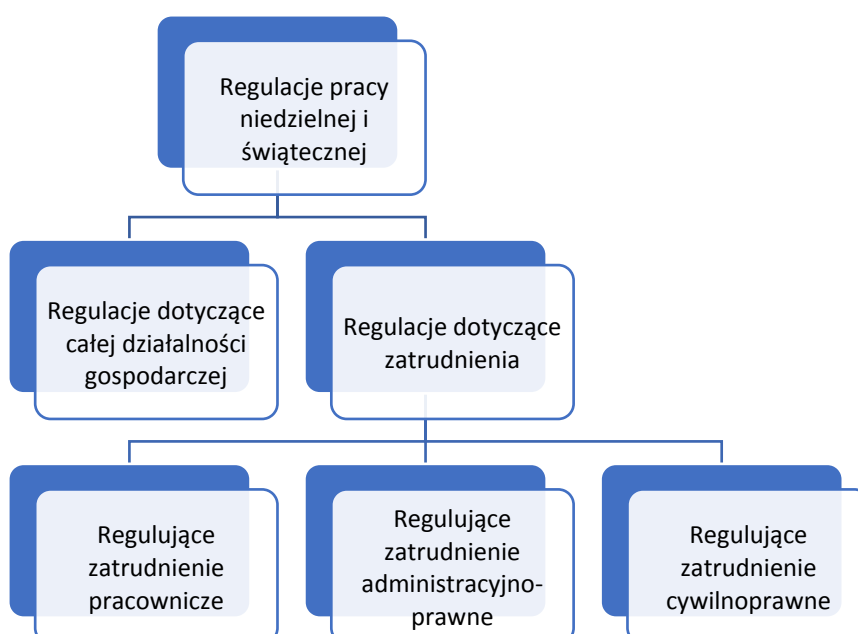 Regulacje pracy
niedzielnej i
świątecznej
Regulacje dotyczące
całej działalności
gospodarczej
Regulacje dotyczące
zatrudnienia
Regulujące
zatrudnienie
pracownicze
Regulujące
zatrudnienie
administracyjno-
prawne
Regulujące
zatrudnienie
cywilnoprawne